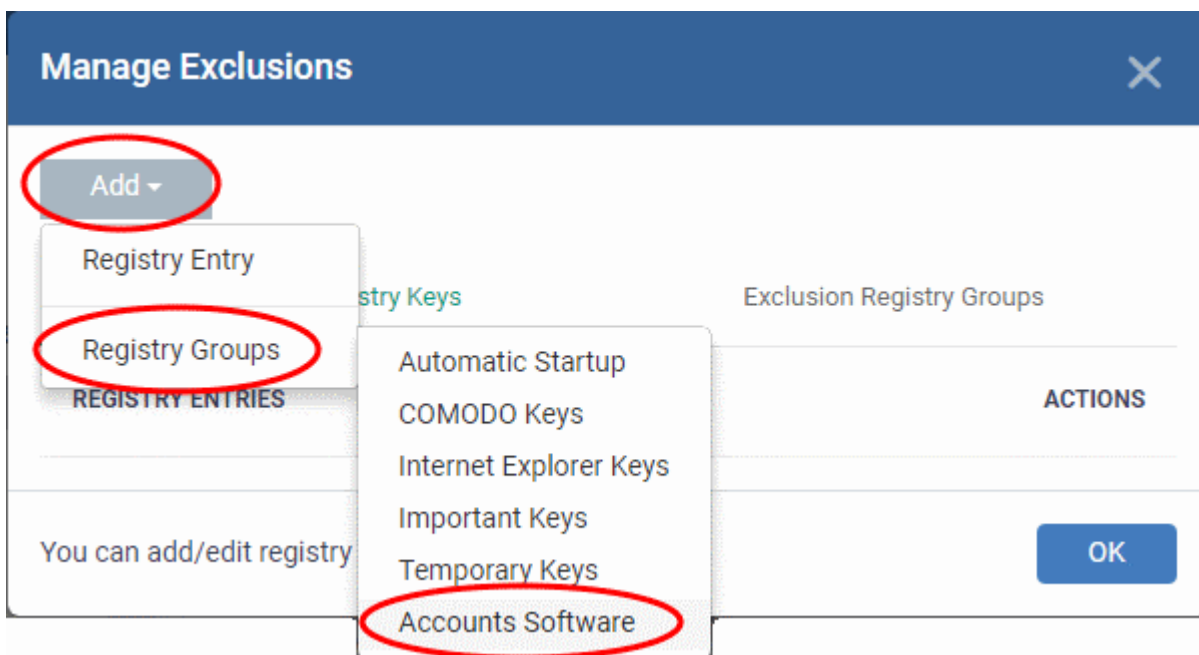 Manage Exclusions
Add
Registry Entry
stry Keys
Exclusion Registry Groups
Registry Groups
Automatic Startup
REGISTRY ENTRIES
ACTIONS
COMODO Keys
Internet Explorer Keys
Important Keys
You can add/edit registry
OK
Temporary Keys
Accounts Software